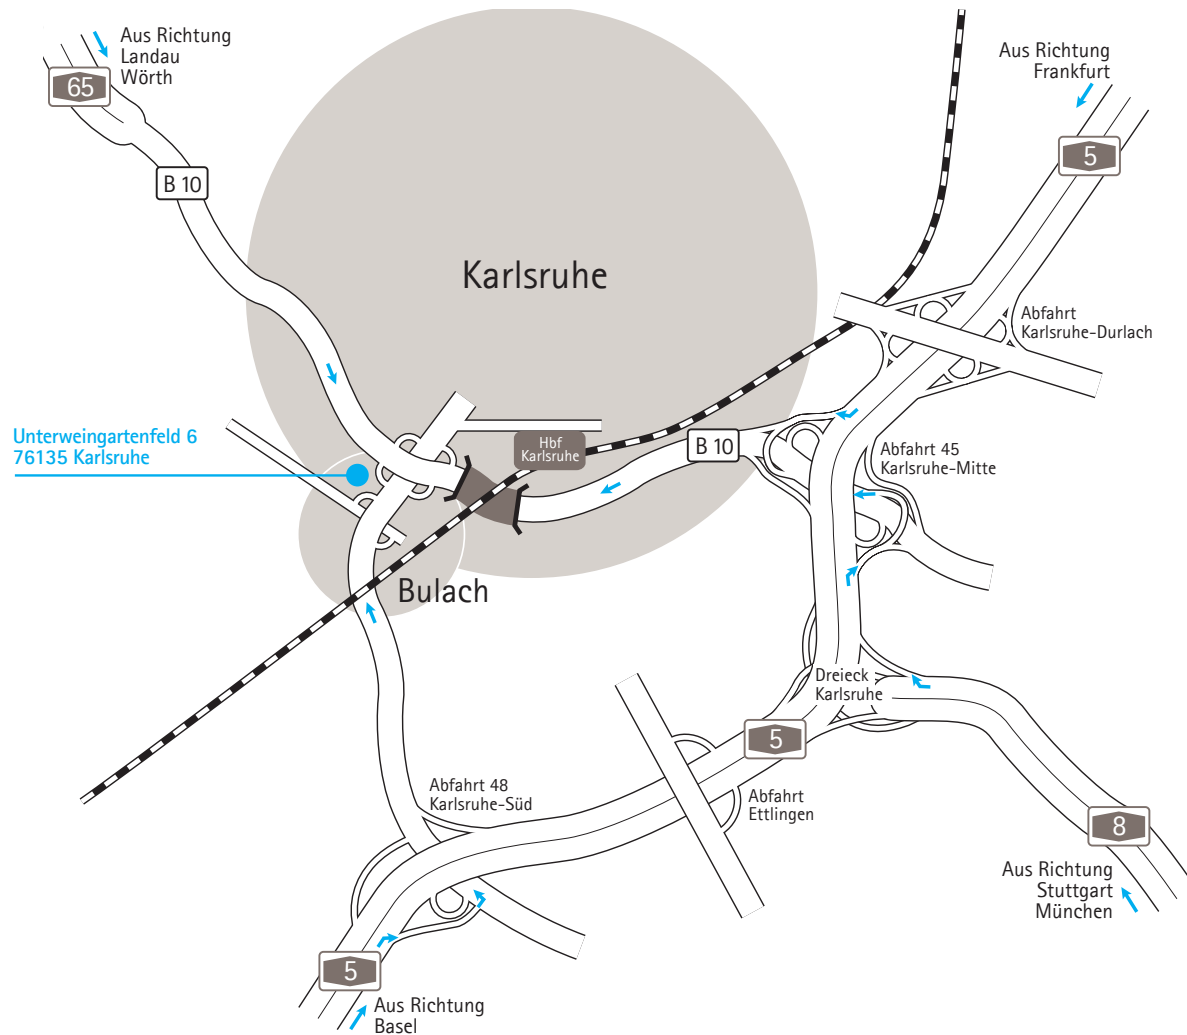 Aus Richtung
Landau
Wörth
65
B 10
Aus Richtung
Frankfurt
5
Karlsruhe
Abfahrt
Karlsruhe-Durlach
Unterweingartenfeld 6
76135 Karlsruhe
Hbf
Karlsruhe
B 10
Abfahrt 45
Karlsruhe-Mitte
Bulach
Dreieck
Karlsruhe
5
Abfahrt 48
Karlsruhe-Süd
Abfahrt
Ettlingen
8
Aus Richtung
Stuttgart
München
5
Aus Richtung
Basel